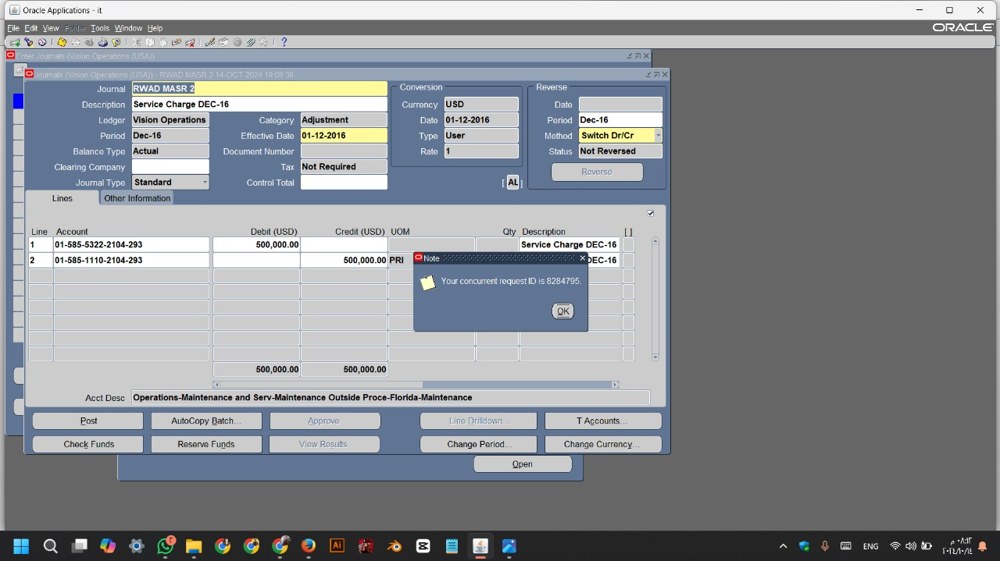 Oracle Applications - it
File Edit View Folder Tools Window Help
ORACLE
Enter Journals (Vision Operations (USA))
Journals (Vision Operations (USA)) - RWAD MASR 2 14-OCT-2024 19:09:38
Journal RWAD MASR 2
Description Service Charge DEC-16
Ledger Vision Operations Category Adjustment
Period Dec-16 Effective Date 01-12-2016
Balance Type Actual Document Number
Clearing Company Tax Not Required
Journal Type Standard Control Total
Conversion
Currency USD
Date 01-12-2016
Type User
Rate 1
[ AL ]
Reverse
Date
Period Dec-16
Method Switch Dr/Cr
Status Not Reversed
Reverse
Lines Other Information
Line Account Debit (USD) Credit (USD) UOM Qty Description [ ]
1 01-585-5322-2104-293 500,000.00 Service Charge DEC-16
2 01-585-1110-2104-293 500,000.00 PRI DEC-16
Note
Your concurrent request ID is 8284795.
OK
500,000.00 500,000.00
Acct Desc Operations-Maintenance and Serv-Maintenance Outside Proce-Florida-Maintenance
Post AutoCopy Batch... Approve Line Drilldown... T Accounts...
Check Funds Reserve Funds View Results Change Period... Change Currency...
Open
Ai
ENG